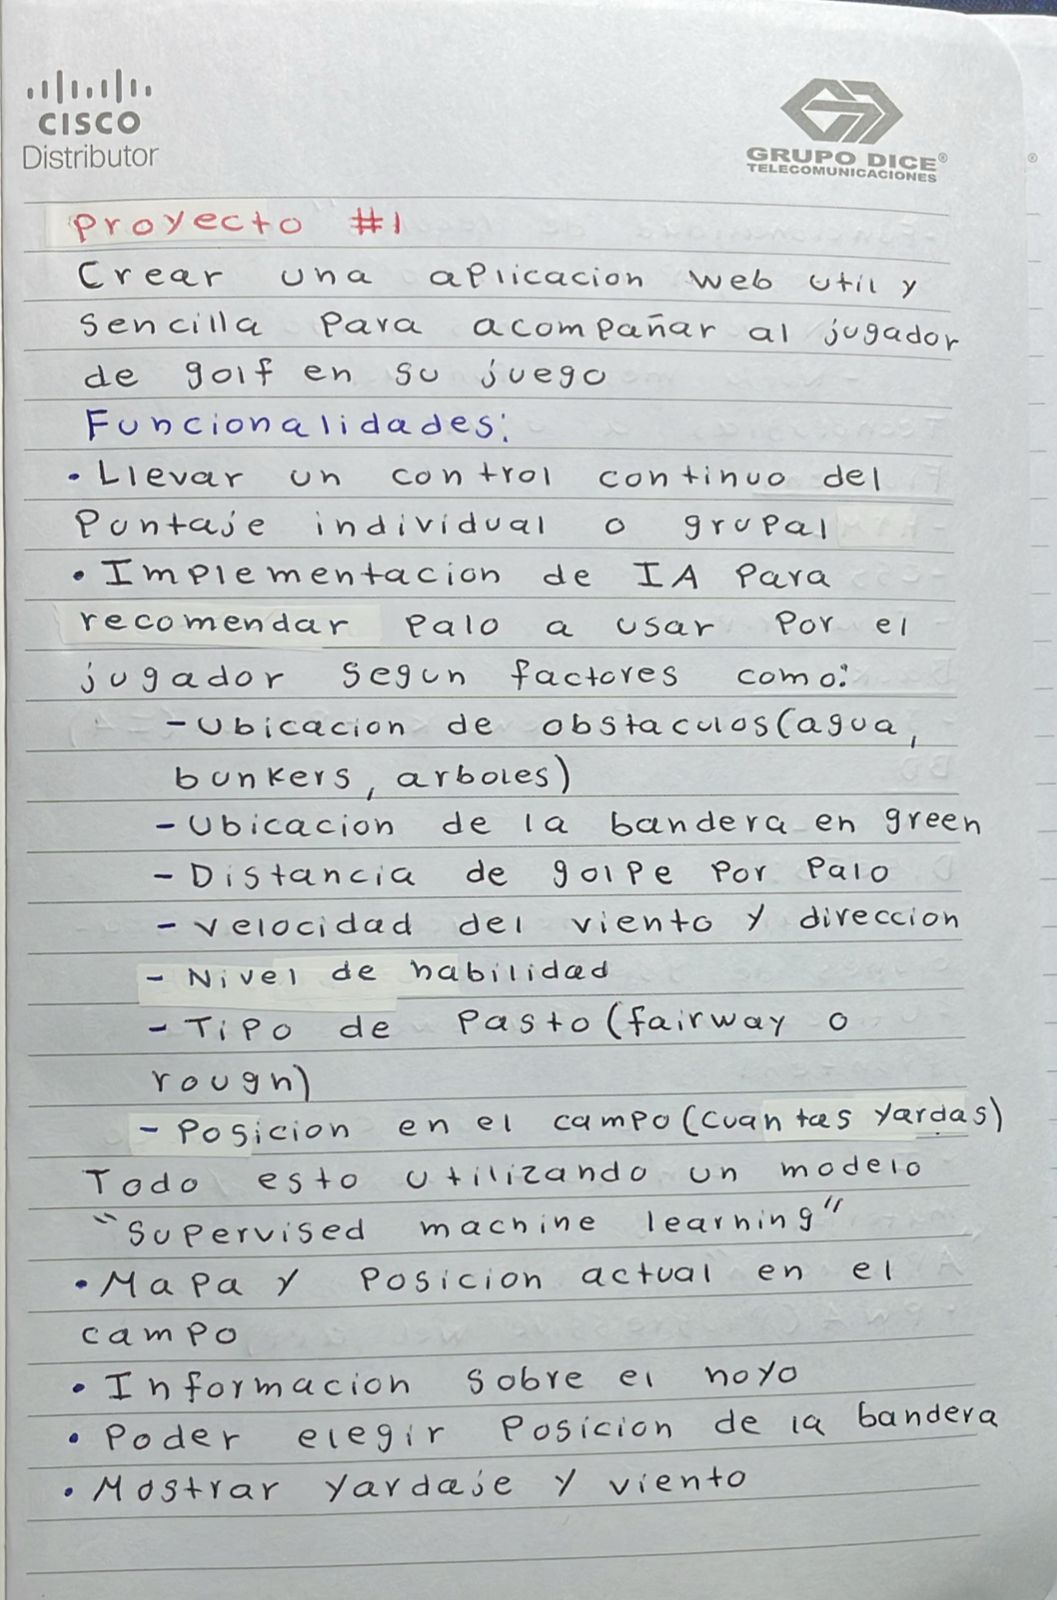 CISCO
Distributor
GRUPO DICE®
TELECOMUNICACIONES
®
Proyecto #1
Crear una aplicacion web util y
sencilla para acompañar al jugador
de golf en su juego
Funcionalidades:
• Llevar un control continuo del
Puntaje individual o grupal
• Implementacion de IA para
recomendar palo a usar por el
jugador segun factores como:
- Ubicacion de obstaculos (agua,
bunkers, arboles)
- Ubicacion de la bandera en green
- Distancia de golpe por palo
- Velocidad del viento y direccion
- Nivel de habilidad
- Tipo de pasto (fairway o
rough)
- Posicion en el campo (cuantas yardas)
Todo esto utilizando un modelo
"Supervised machine learning"
• Mapa y posicion actual en el
campo
• Informacion sobre el hoyo
• Poder elegir posicion de la bandera
• Mostrar yardaje y viento